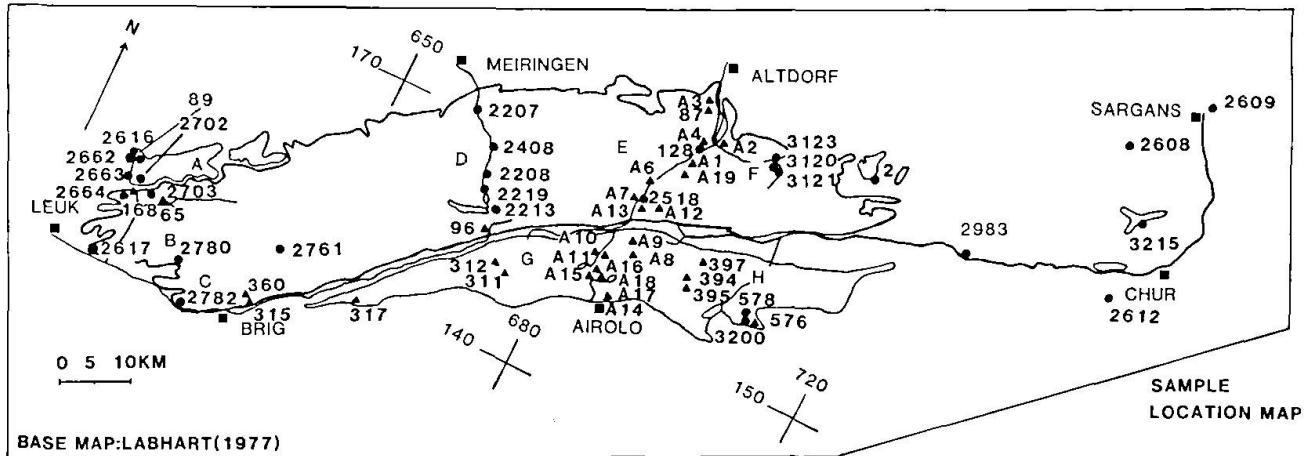 N
170
650
MEIRINGEN
ALTDORF
89
2616
2702
2662
2663
2664
A
2703
LEUK
168
65
2617
B
2780
2761
C
2782
360
315
BRIG
317
2207
2408
D
2208
2219
2213
96
312
311
G
140
680
E
A3
87
A4
128
A2
A1
A19
A6
A7
2518
A13
A12
A10
A9
A11
A8
A15
A16
A18
A17
A14
AIROLO
F
3123
3120
3121
2
397
394
H
395
578
576
3200
150
720
2983
SARGANS
2609
2608
3215
CHUR
2612
0 5 10KM
SAMPLE
LOCATION MAP
BASE MAP:LABHART(1977)